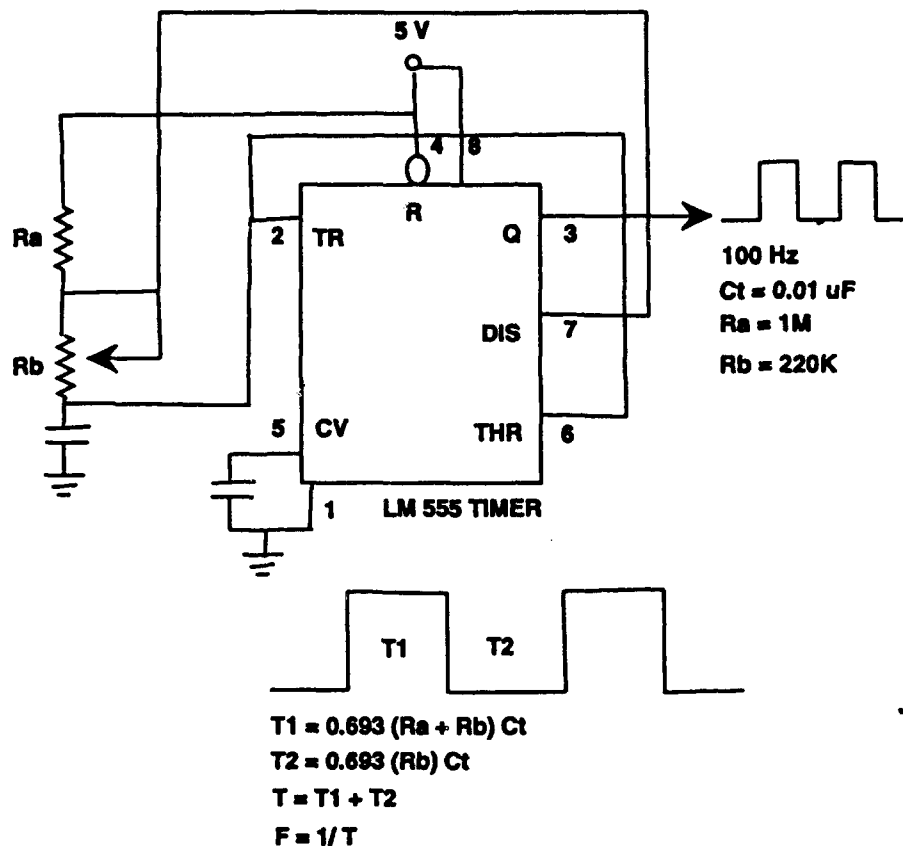 5 V
4 8
R
Ra
2 TR
Q 3
100 Hz
Ct = 0.01 uF
Ra = 1M
Rb = 220K
DIS 7
Rb
5 CV
THR 6
1
LM 555 TIMER
T1 T2
T1 = 0.693 (Ra + Rb) Ct
T2 = 0.693 (Rb) Ct
T = T1 + T2
F = 1/ T